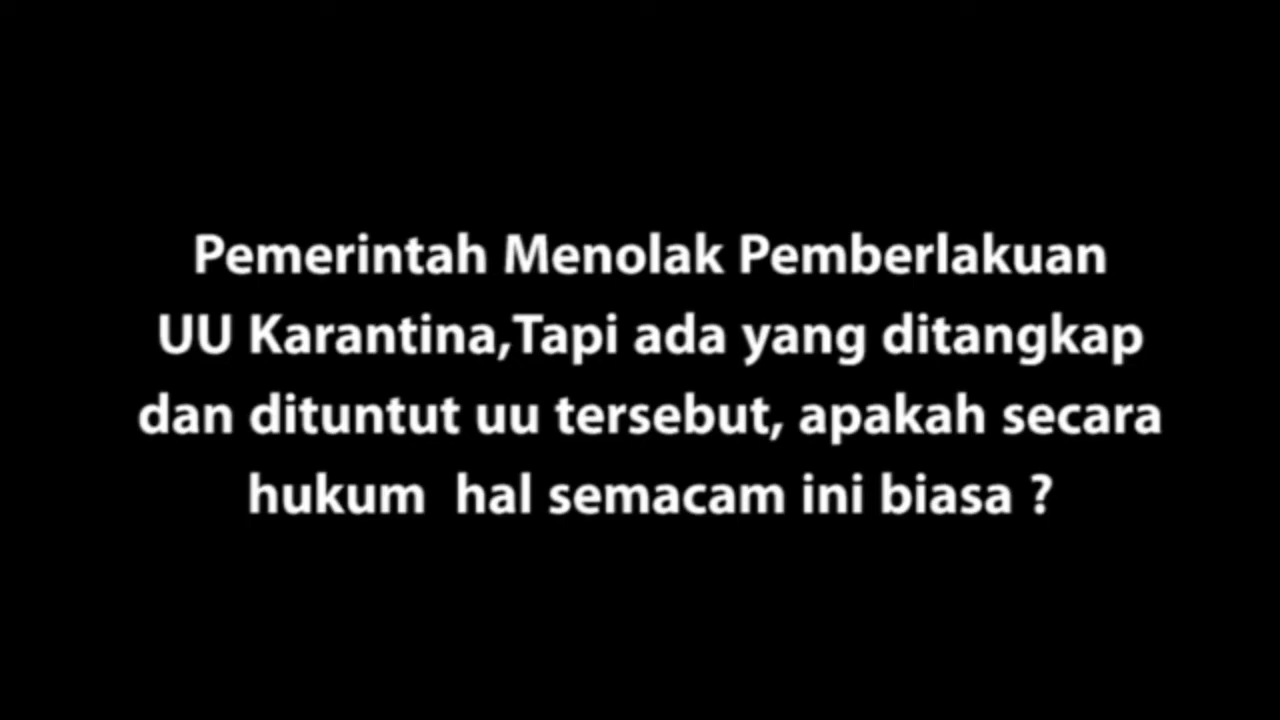 Pemerintah Menolak Pemberlakuan
UU Karantina,Tapi ada yang ditangkap
dan dituntut uu tersebut, apakah secara
hukum  hal semacam ini biasa ?